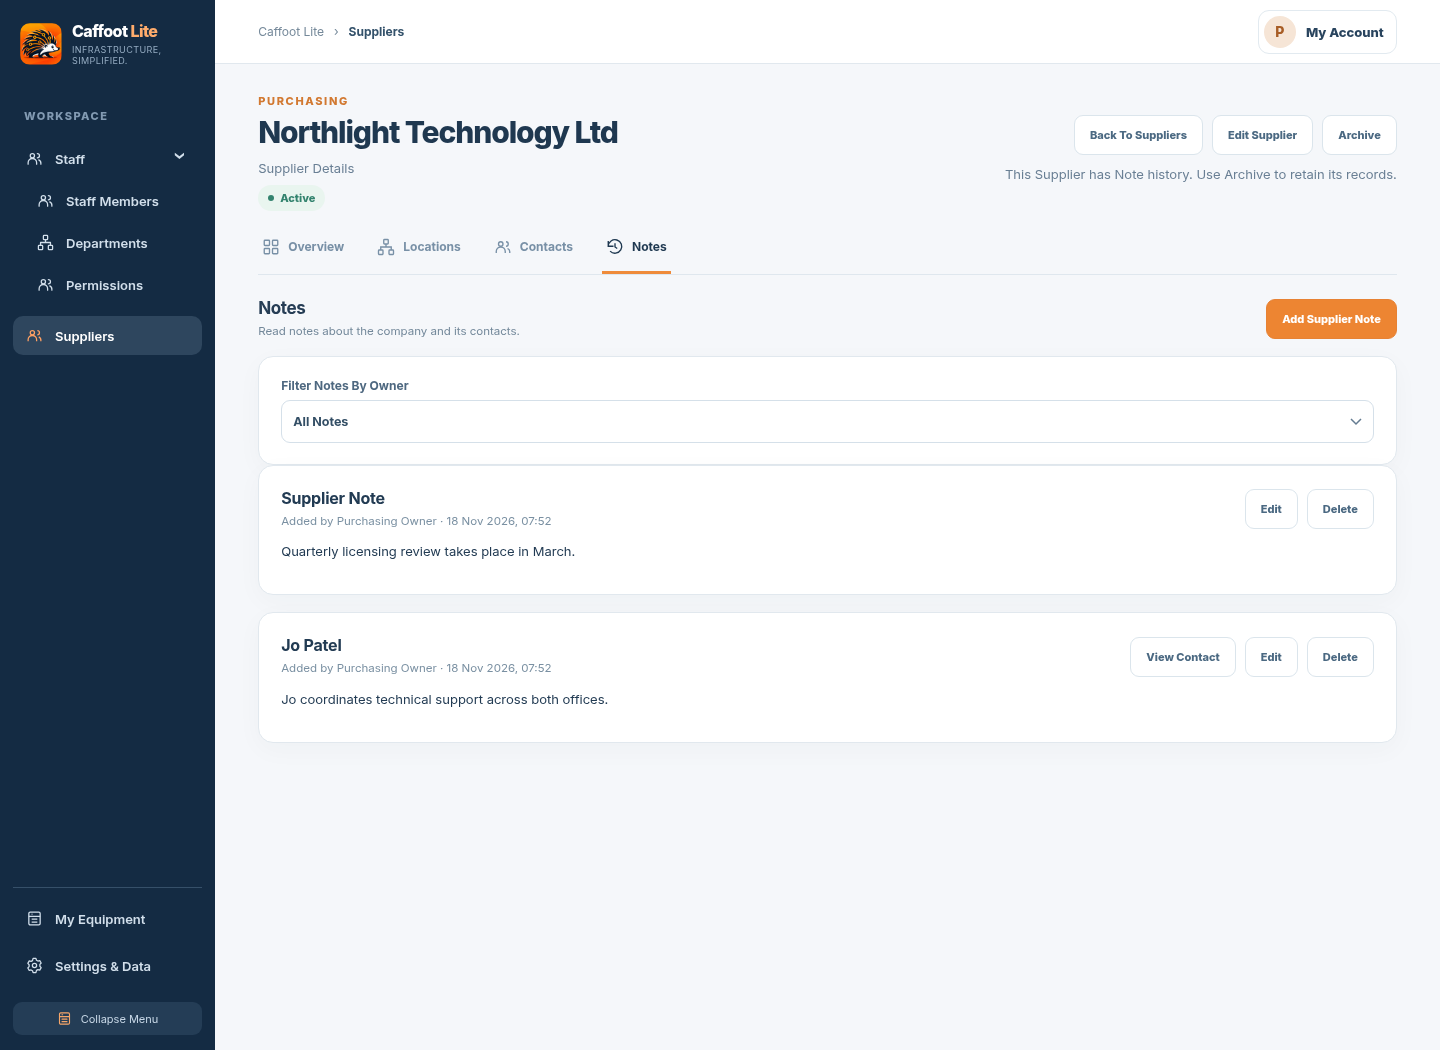 Caffoot Lite
INFRASTRUCTURE,
SIMPLIFIED.
WORKSPACE
Staff
Staff Members
Departments
Permissions
Suppliers
My Equipment
Settings & Data
Collapse Menu
Caffoot Lite › Suppliers
P My Account
PURCHASING
Northlight Technology Ltd
Supplier Details
Active
Back To Suppliers Edit Supplier Archive
This Supplier has Note history. Use Archive to retain its records.
Overview Locations Contacts Notes
Notes
Read notes about the company and its contacts.
Add Supplier Note
Filter Notes By Owner
All Notes
Supplier Note
Added by Purchasing Owner · 18 Nov 2026, 07:52
Edit Delete
Quarterly licensing review takes place in March.
Jo Patel
Added by Purchasing Owner · 18 Nov 2026, 07:52
View Contact Edit Delete
Jo coordinates technical support across both offices.